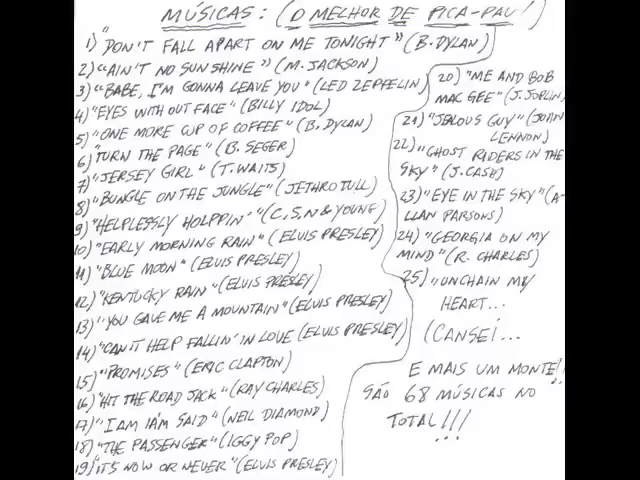 MÚSICAS: (O MELHOR DE PICA-PAU!)
1) "DON'T FALL APART ON ME TONIGHT" (B. DYLAN)
2) "AIN'T NO SUNSHINE" (M. JACKSON)
3) "BABE, I'M GONNA LEAVE YOU" (LED ZEPFELIN)
4) "EYES WITH OUT FACE" (BILLY IDOL)
5) "ONE MORE CUP OF COFFEE" (B. DYLAN)
6) "TURN THE PAGE" (B. SEGER)
7) "JERSEY GIRL" (T. WAITS)
8) "BUNGLE ON THE JUNGLE" (JETHRO TULL)
9) "HELPLESSLY HOLPPIN'" (C, S, N & YOUNG)
10) "EARLY MORNING RAIN" (ELVIS PRESLEY)
11) "BLUE MOON" (ELVIS PRESLEY)
12) "KENTUCKY RAIN" (ELVIS PRESLEY)
13) "YOU GAVE ME A MOUNTAIN" (ELVIS PRESLEY)
14) "CAN'T HELP FALLIN' IN LOVE (ELVIS PRESLEY)
15) "PROMISES" (ERIC CLAPTON)
16) "HIT THE ROAD JACK" (RAY CHARLES)
17) "I AM IÁM SAID" (NEIL DIAMOND)
18) "THE PASSENGER" (IGGY POP)
19) "IT'S NOW OR NEVER" (ELVIS PRESLEY)
20) "ME AND BOB
MAC GEE" (J. JOPLIN)
21) "JEALOUS GUY" (JOHN
LENNON)
22) "GHOST RIDERS IN THE
SKY" (J. CASH)
23) "EYE IN THE SKY" (A-
LLAN PARSONS)
24) "GEORGIA ON MY
MIND" (R. CHARLES)
25) "UNCHAIN MY
HEART...
(CANSEI...
E MAIS UM MONTE!!
SÃO 68 MÚSICAS NO
TOTAL!!!